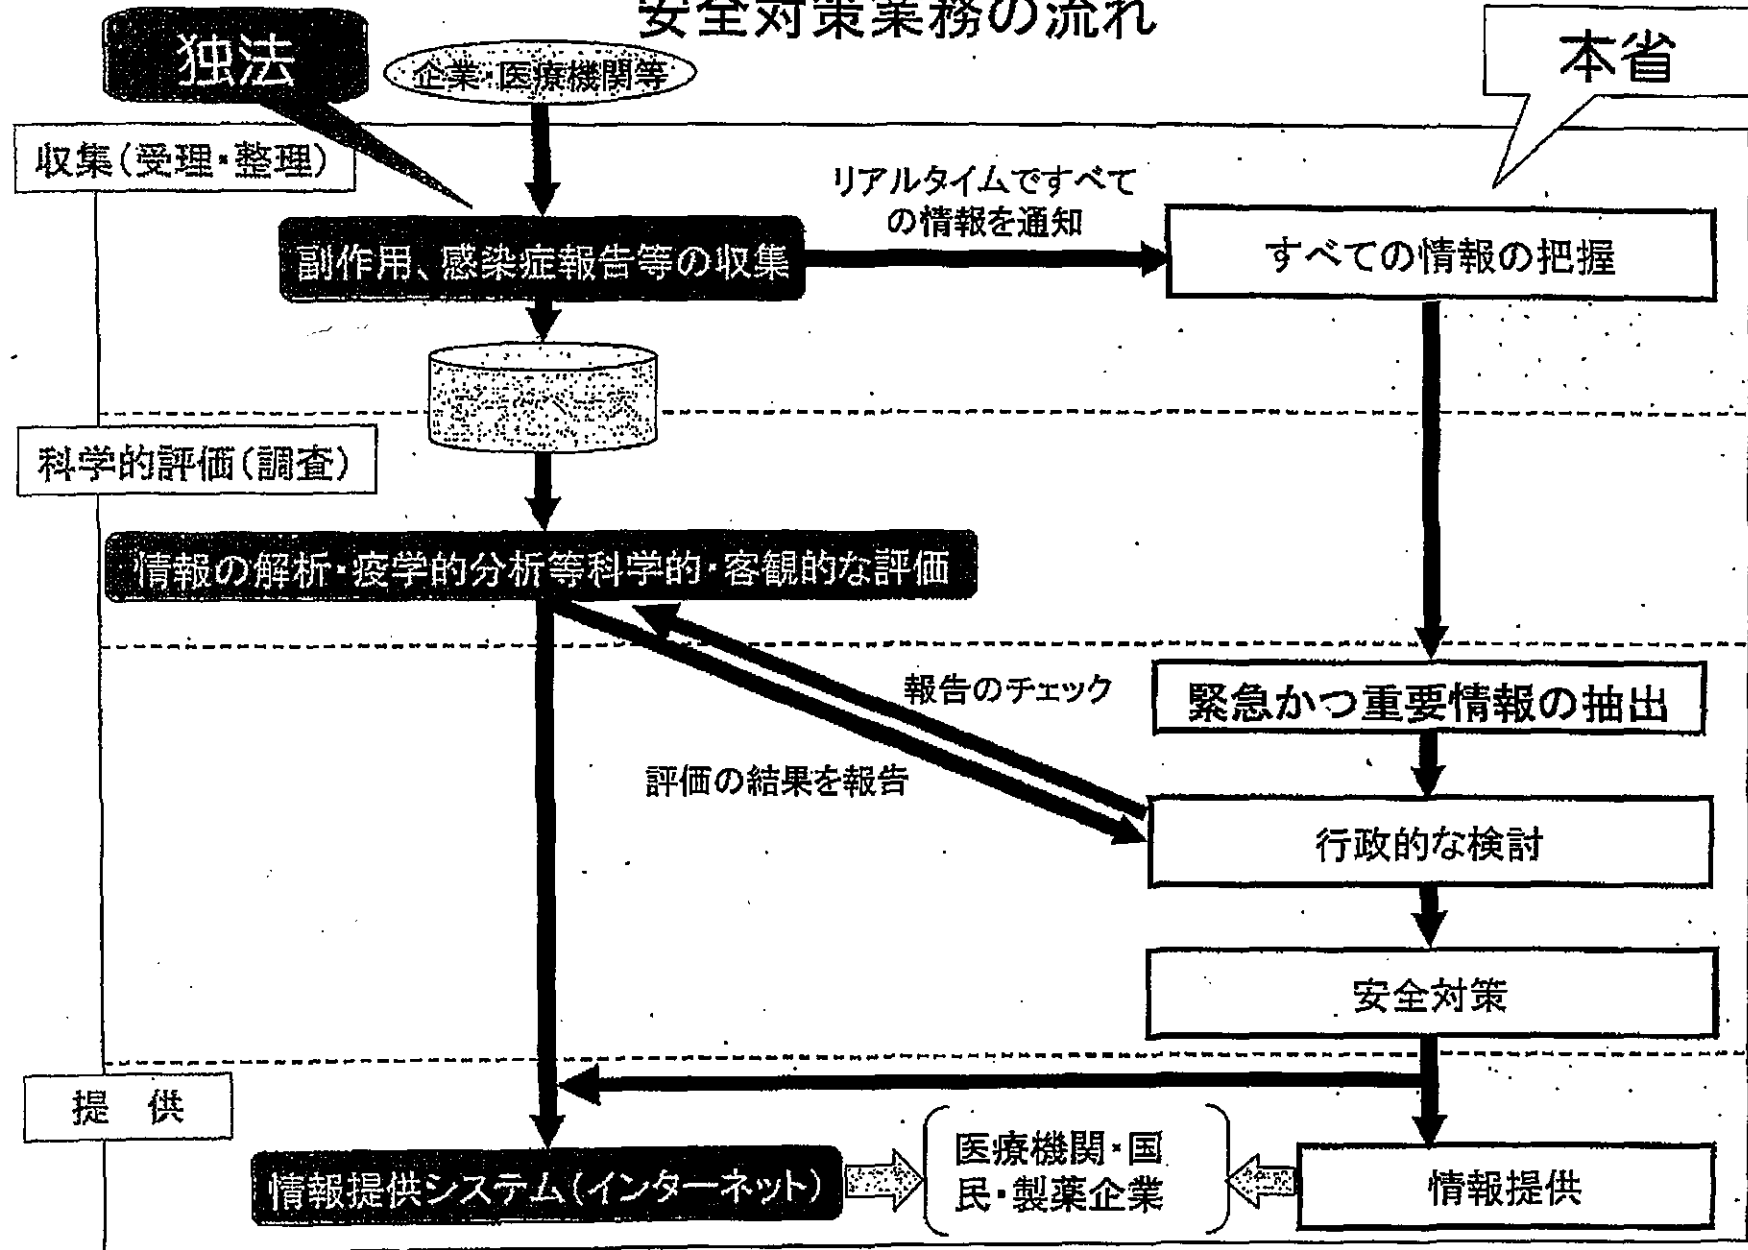 安全対策業務の流れ
独法
企業・医療機関等
本省
収集(受理・整理)
リアルタイムですべて
の情報を通知
副作用、感染症報告等の収集
すべての情報の把握
科学的評価(調査)
情報の解析・疫学的分析等科学的・客観的な評価
報告のチェック
緊急かつ重要情報の抽出
評価の結果を報告
行政的な検討
安全対策
提 供
医療機関・国
民・製薬企業
情報提供システム(インターネット)
情報提供